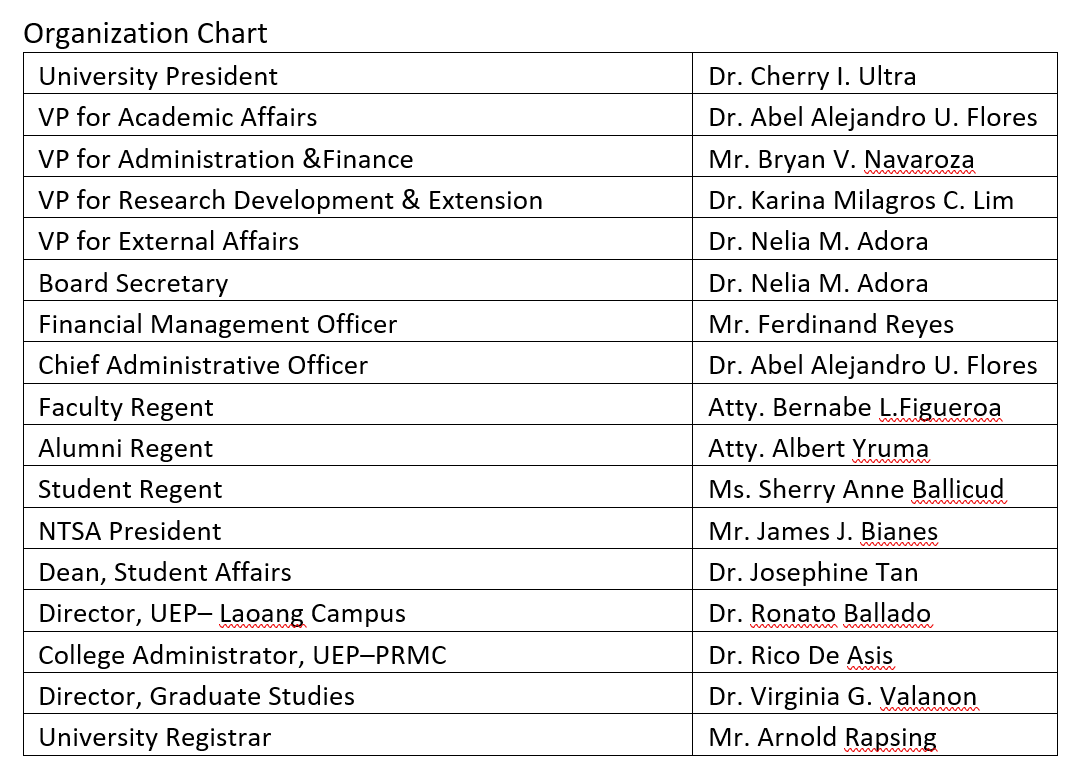 Organization Chart
University President Dr. Cherry I. Ultra
VP for Academic Affairs Dr. Abel Alejandro U. Flores
VP for Administration &Finance Mr. Bryan V. Navaroza
VP for Research Development & Extension Dr. Karina Milagros C. Lim
VP for External Affairs Dr. Nelia M. Adora
Board Secretary Dr. Nelia M. Adora
Financial Management Officer Mr. Ferdinand Reyes
Chief Administrative Officer Dr. Abel Alejandro U. Flores
Faculty Regent Atty. Bernabe L.Figueroa
Alumni Regent Atty. Albert Yruma
Student Regent Ms. Sherry Anne Ballicud
NTSA President Mr. James J. Bianes
Dean, Student Affairs Dr. Josephine Tan
Director, UEP– Laoang Campus Dr. Ronato Ballado
College Administrator, UEP–PRMC Dr. Rico De Asis
Director, Graduate Studies Dr. Virginia G. Valanon
University Registrar Mr. Arnold Rapsing